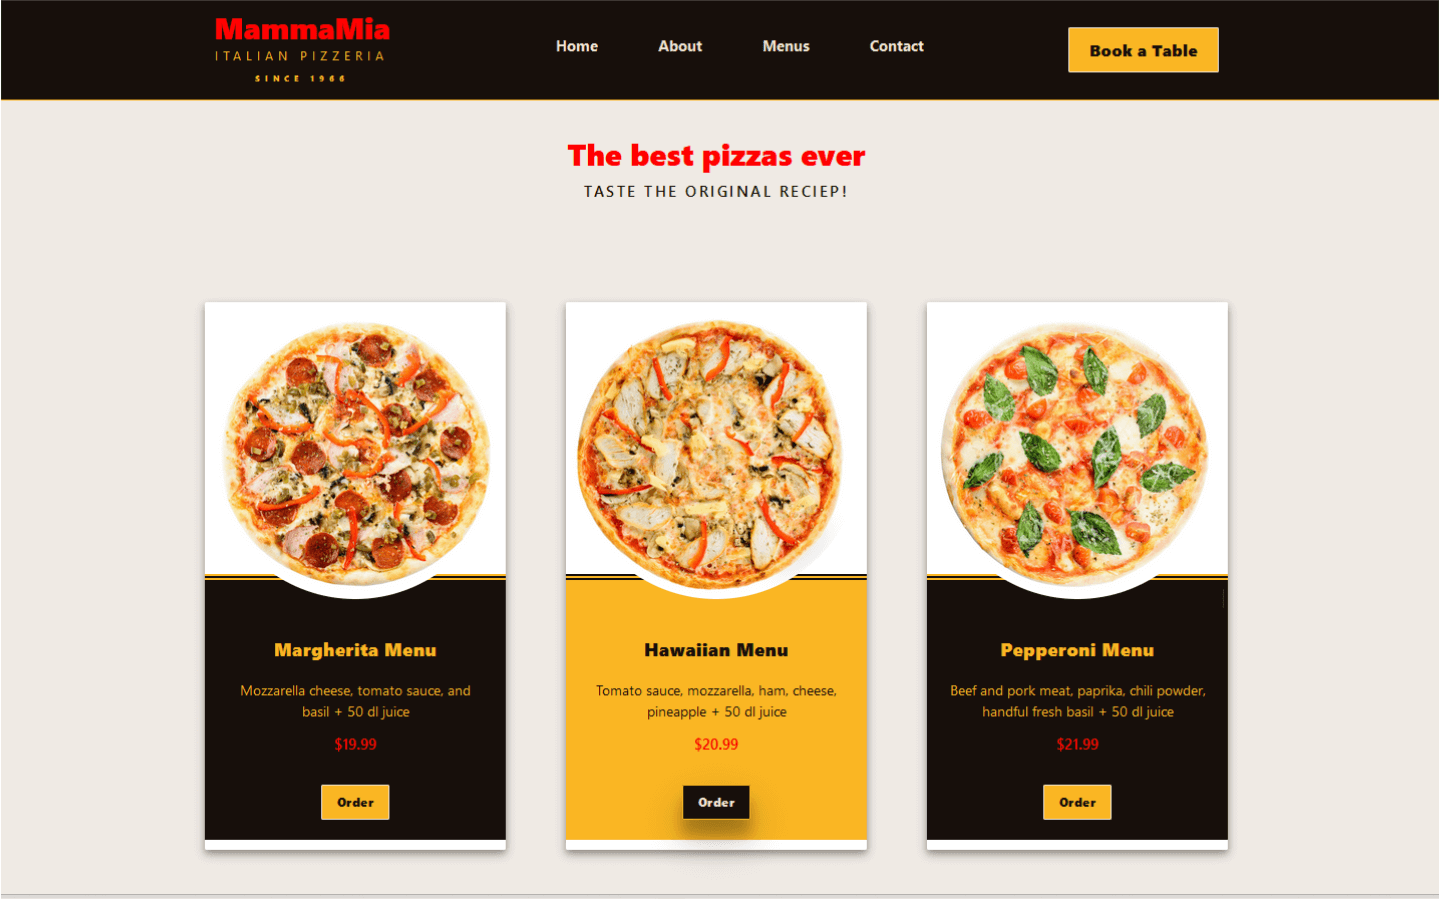 MammaMia
ITALIAN PIZZERIA
SINCE 1966
Home About Menus Contact
Book a Table
The best pizzas ever
TASTE THE ORIGINAL RECIEP!
Margherita Menu
Mozzarella cheese, tomato sauce, and
basil + 50 dl juice
$19.99
Order
Hawaiian Menu
Tomato sauce, mozzarella, ham, cheese,
pineapple + 50 dl juice
$20.99
Order
Pepperoni Menu
Beef and pork meat, paprika, chili powder,
handful fresh basil + 50 dl juice
$21.99
Order